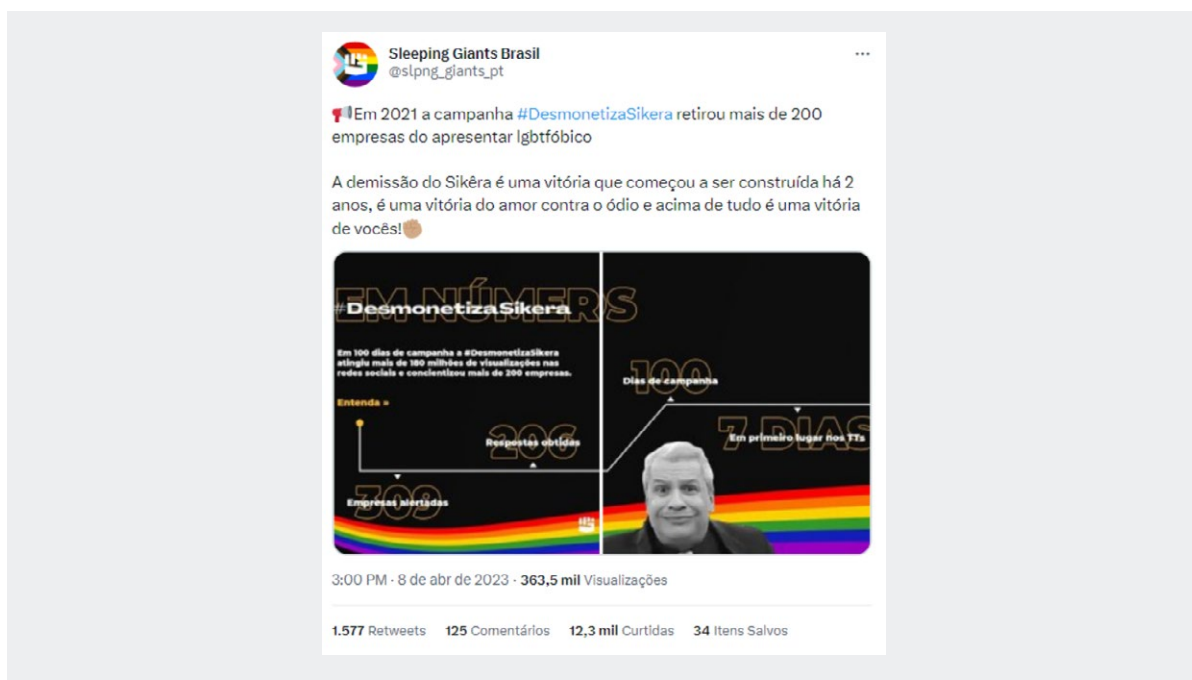 Sleeping Giants Brasil
@slpng_giants_pt
...
Em 2021 a campanha #DesmonetizaSikera retirou mais de 200
empresas do apresentar lgbtfóbico
A demissão do Sikêra é uma vitória que começou a ser construída há 2
anos, é uma vitória do amor contra o ódio e acima de tudo é uma vitória
de vocês!
EM NÚMERS
#DesmonetizaSikera
Em 100 dias de campanha a #DesmonetizaSikera
atingiu mais de 180 milhões de visualizações nas
redes sociais e concientizou mais de 200 empresas.
Entenda »
309
Empresas alertadas
206
Respostas obtidas
100
Dias de campanha
7 DIAS
Em primeiro lugar nos TTs
3:00 PM · 8 de abr de 2023 · 363,5 mil Visualizações
1.577 Retweets 125 Comentários 12,3 mil Curtidas 34 Itens Salvos